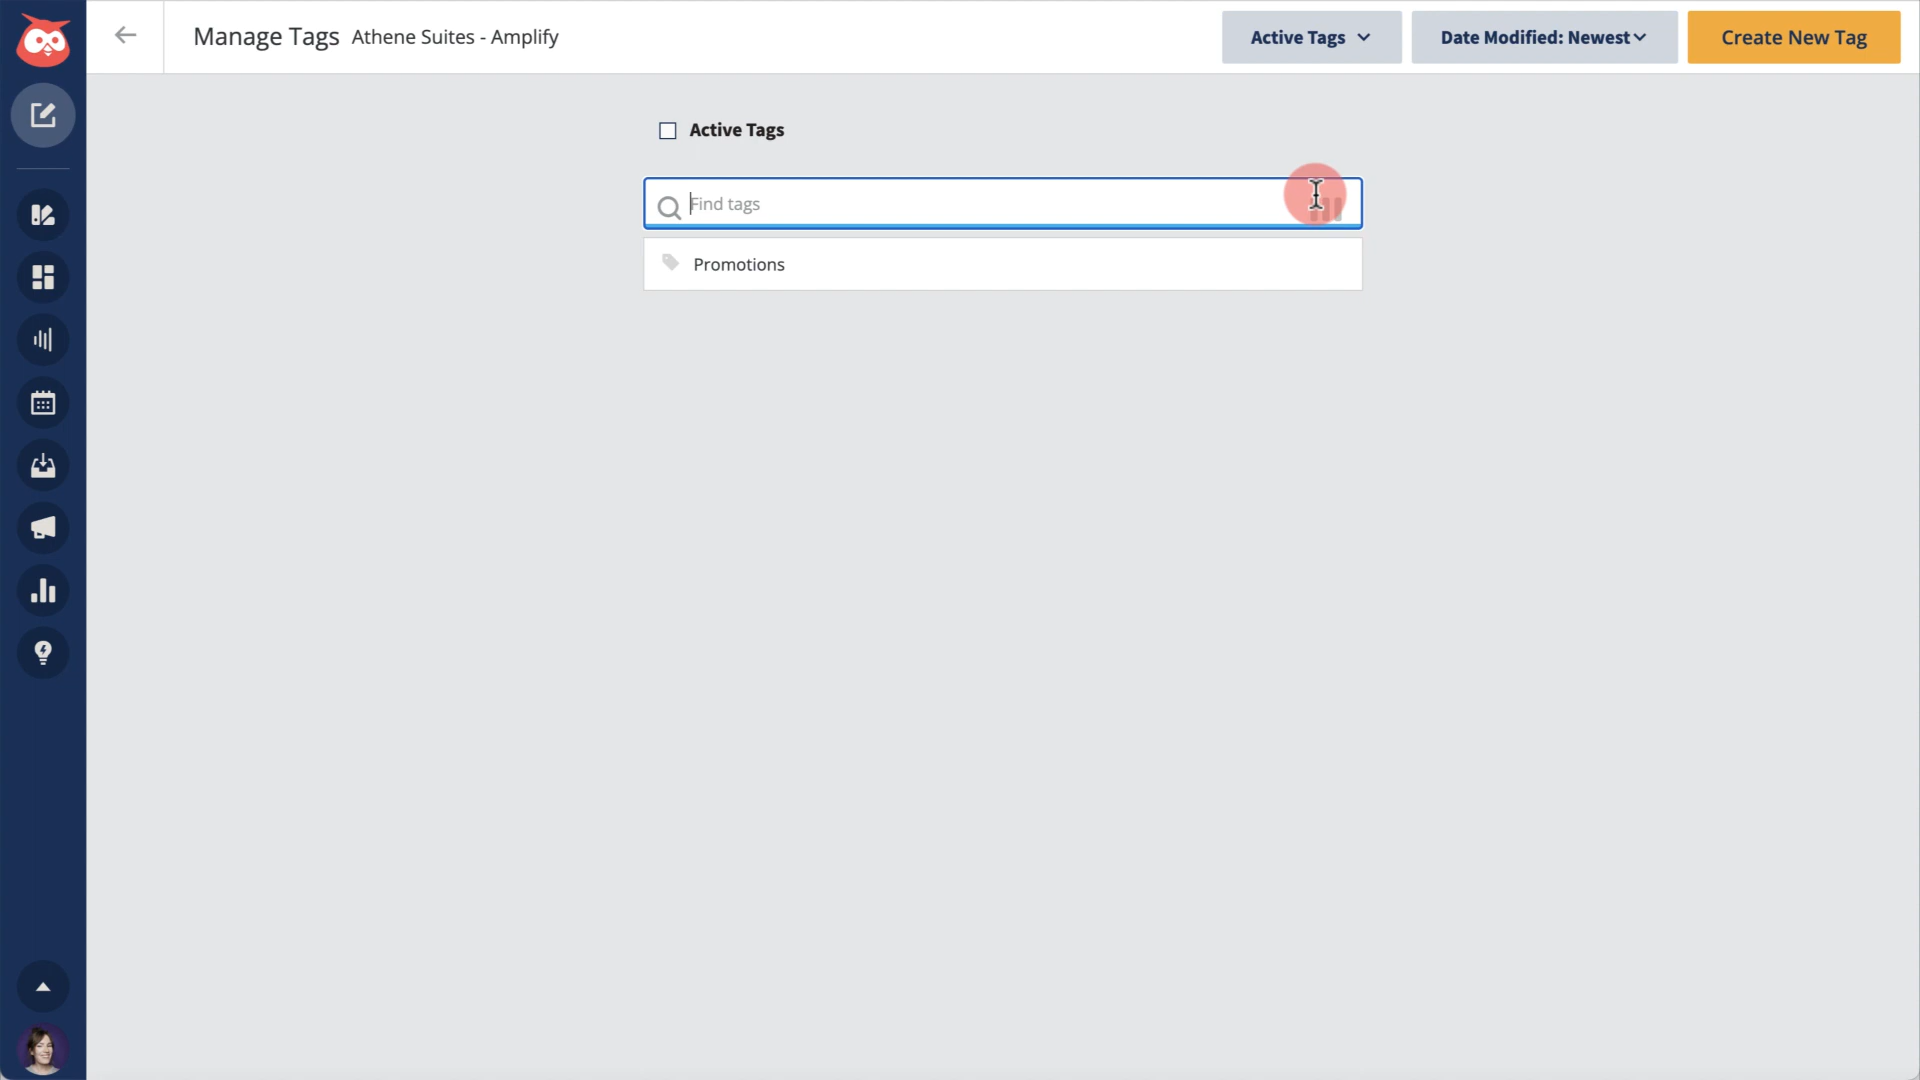 Manage Tags Athene Suites - Amplify
Active Tags
Date Modified: Newest
Create New Tag
Active Tags
Find tags
Promotions